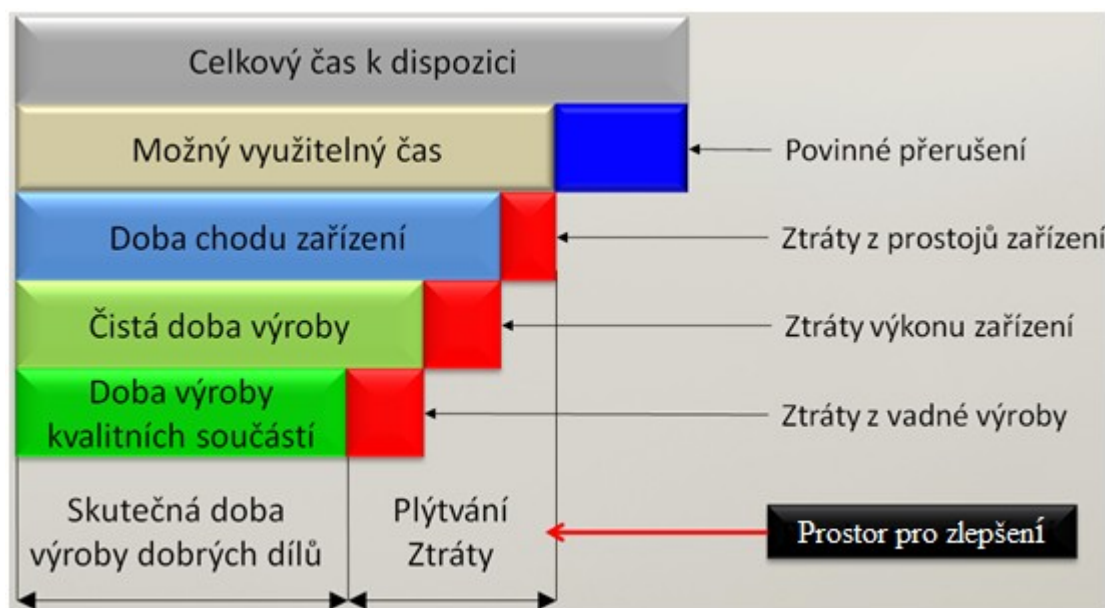 Celkový čas k dispozici
Možný využitelný čas
Povinné přerušení
Doba chodu zařízení
Ztráty z prostojů zařízení
Čistá doba výroby
Ztráty výkonu zařízení
Doba výroby
kvalitních součástí
Ztráty z vadné výroby
Skutečná doba
výroby dobrých dílů
Plýtvání
Ztráty
Prostor pro zlepšení